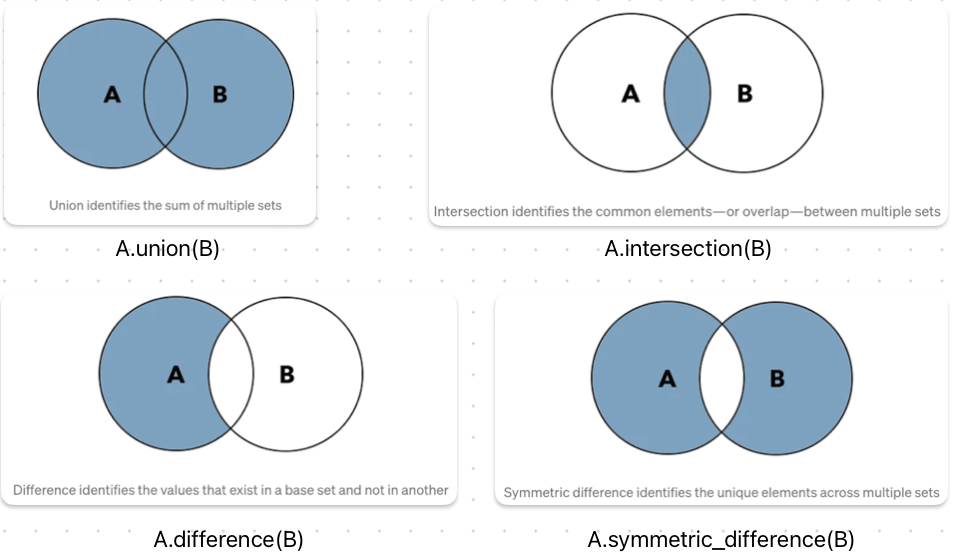 A B
Union identifies the sum of multiple sets
A.union(B)
A B
Intersection identifies the common elements—or overlap—between multiple sets
A.intersection(B)
A B
Difference identifies the values that exist in a base set and not in another
A.difference(B)
A B
Symmetric difference identifies the unique elements across multiple sets
A.symmetric_difference(B)